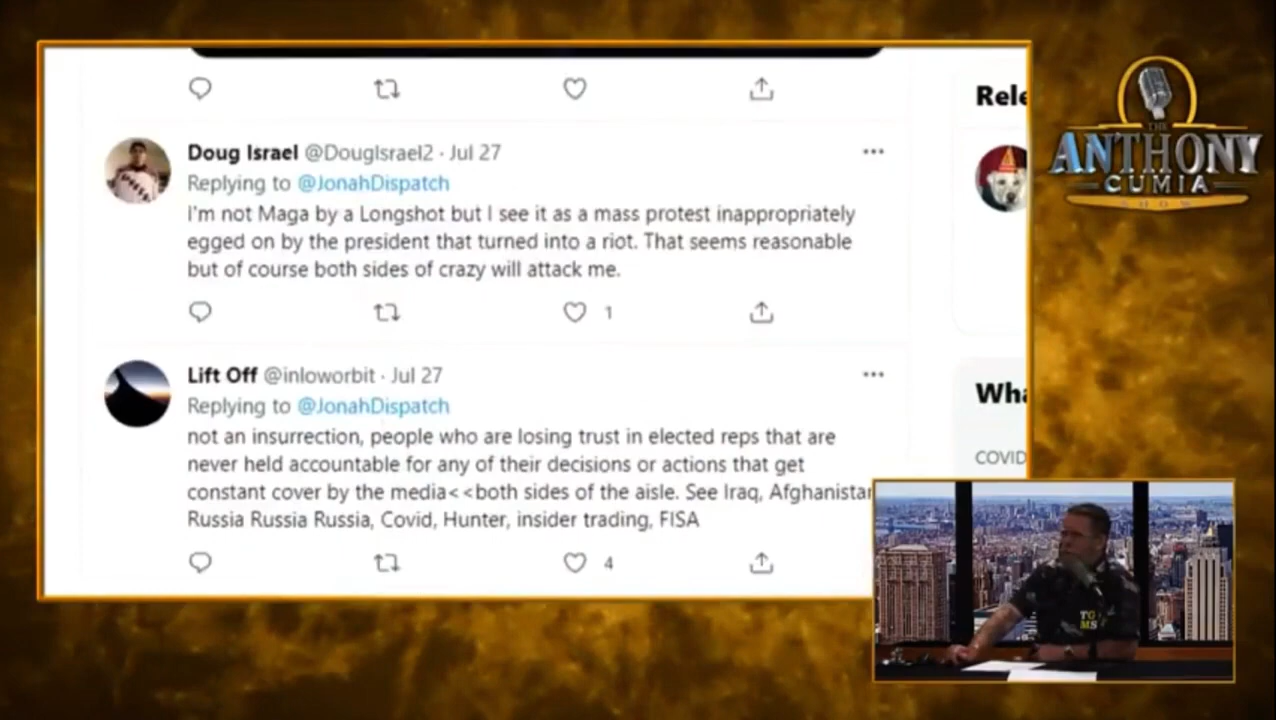 Doug Israel @DougIsrael2 · Jul 27
Replying to @JonahDispatch
I'm not Maga by a Longshot but I see it as a mass protest inappropriately
egged on by the president that turned into a riot. That seems reasonable
but of course both sides of crazy will attack me.
1
Lift Off @inloworbit · Jul 27
Replying to @JonahDispatch
not an insurrection, people who are losing trust in elected reps that are
never held accountable for any of their decisions or actions that get
constant cover by the media<<both sides of the aisle. See Iraq, Afghanistan
Russia Russia Russia, Covid, Hunter, insider trading, FISA
4
Rele
Wha
COVID
THE
ANTHONY
CUMIA
SHOW